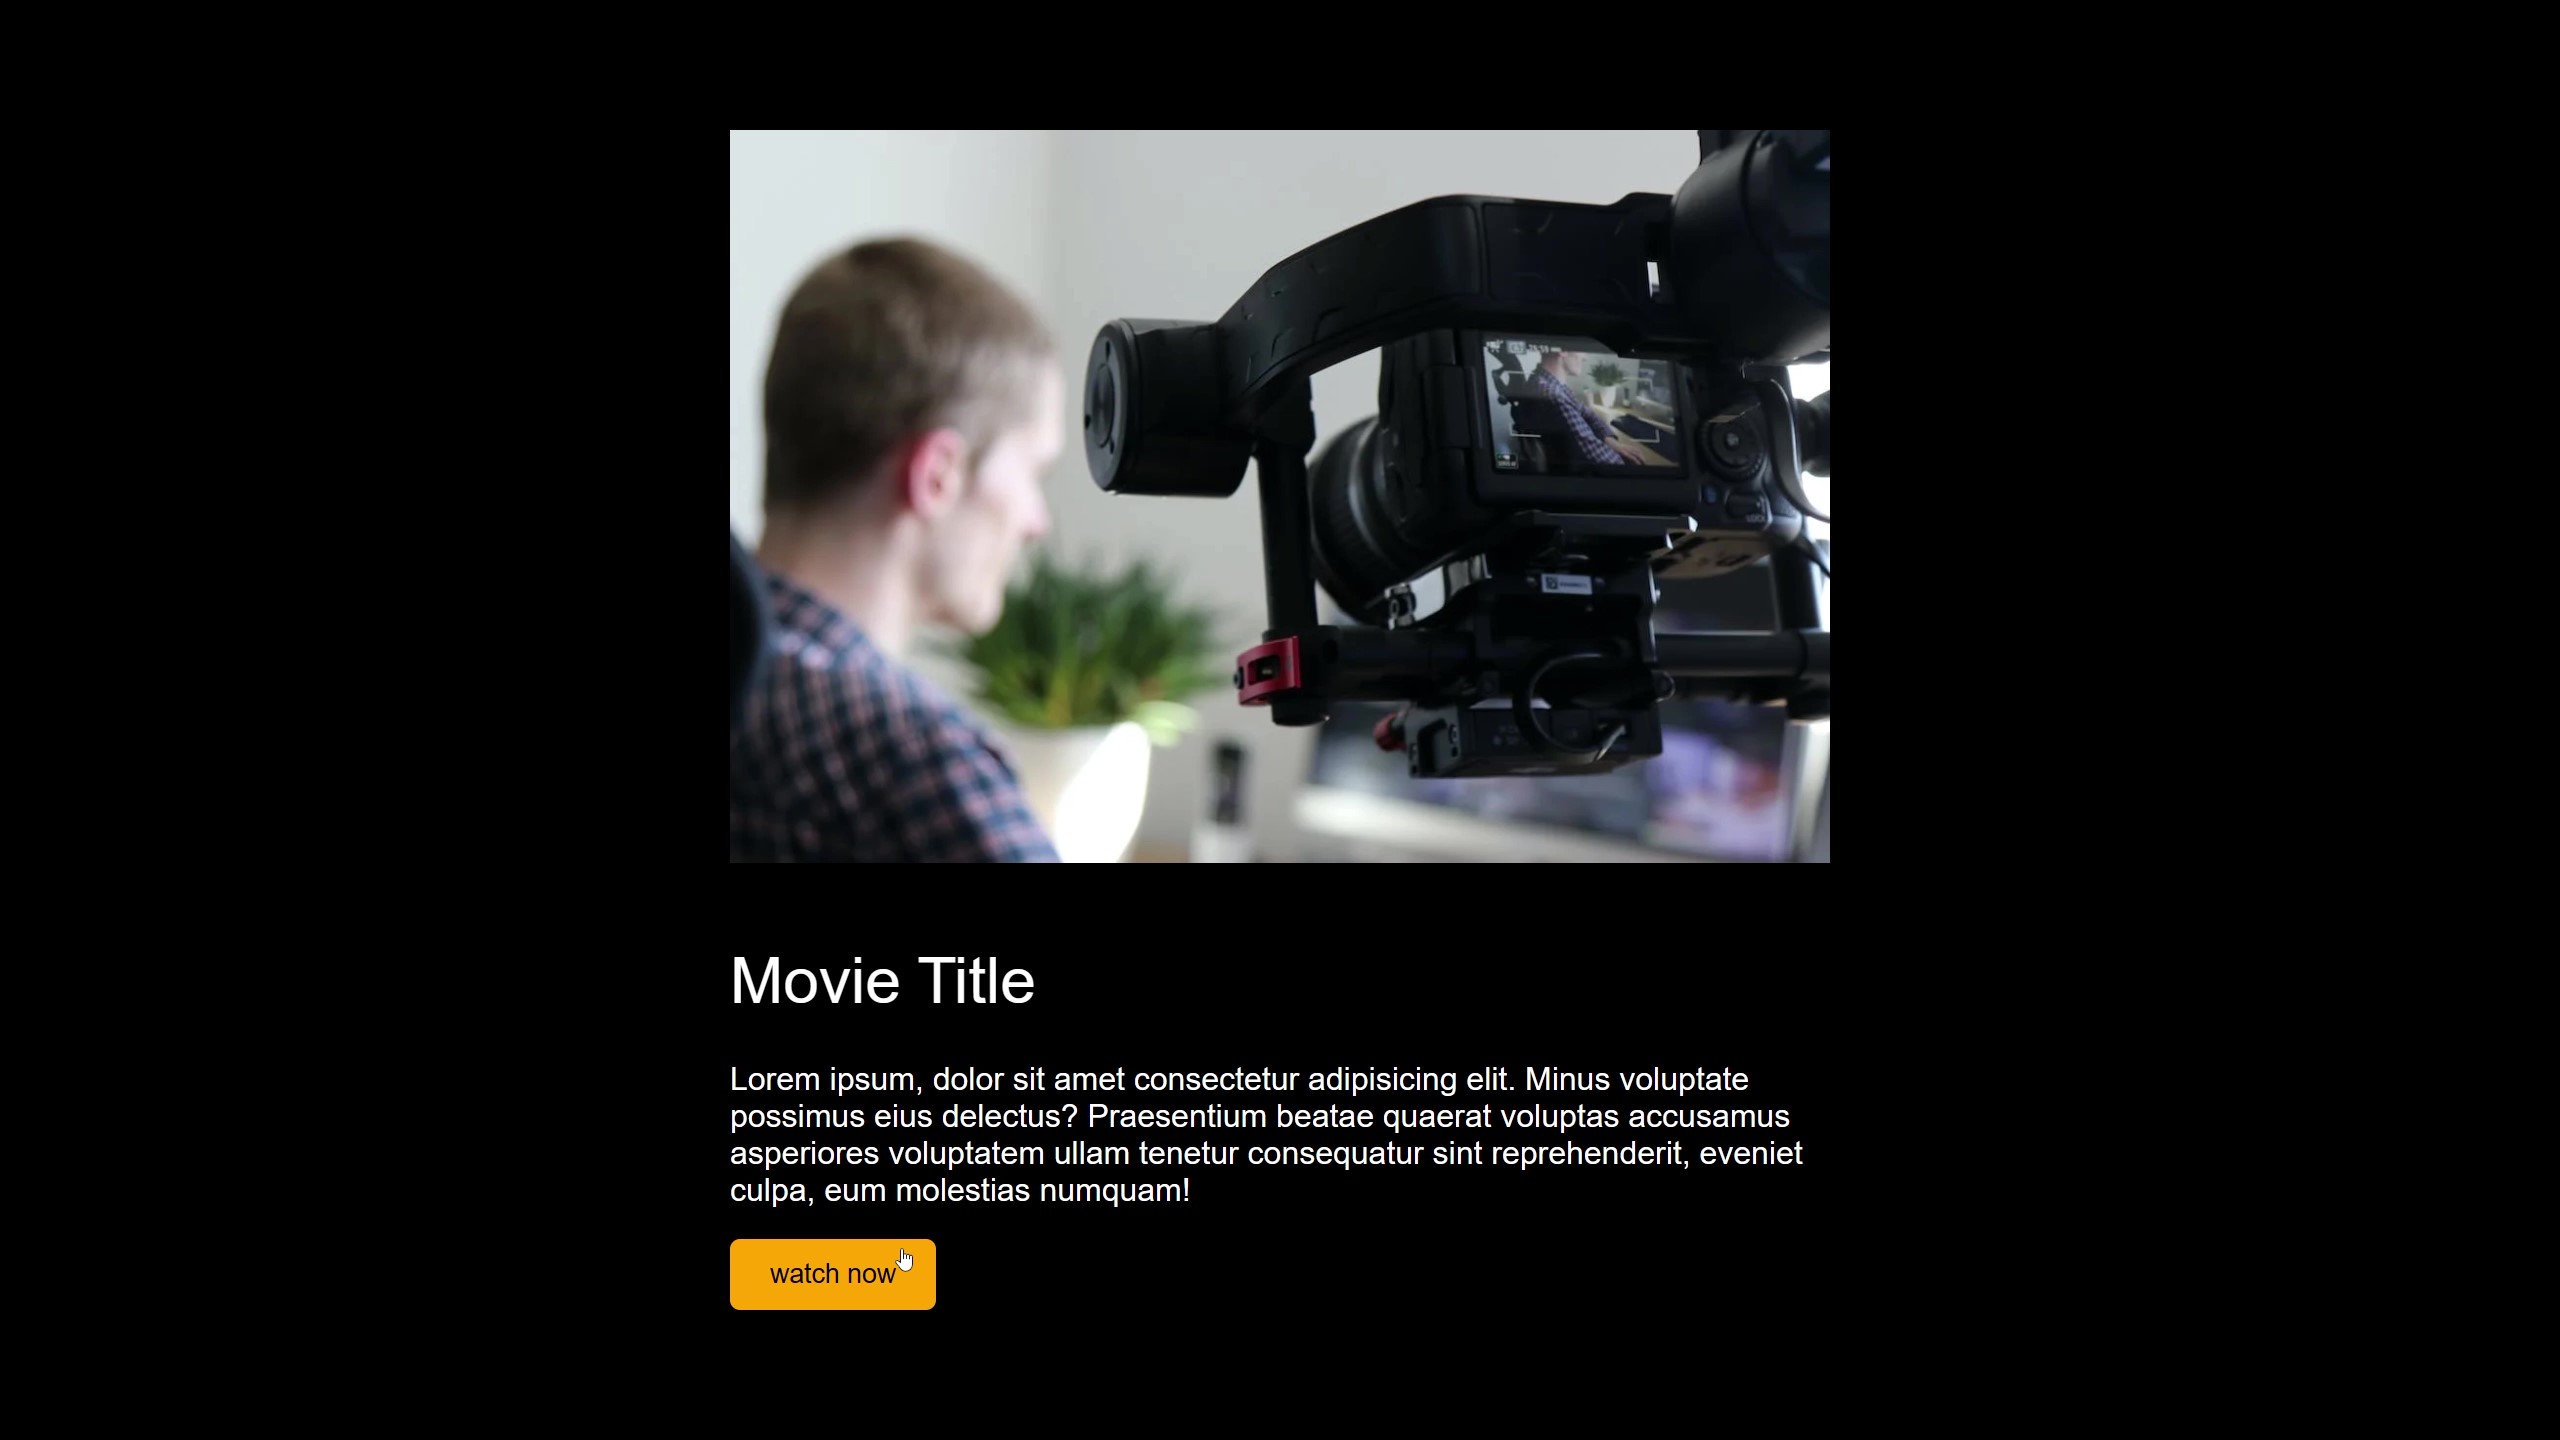 Movie Title
Lorem ipsum, dolor sit amet consectetur adipisicing elit. Minus voluptate
possimus eius delectus? Praesentium beatae quaerat voluptas accusamus
asperiores voluptatem ullam tenetur consequatur sint reprehenderit, eveniet
culpa, eum molestias numquam!
watch now